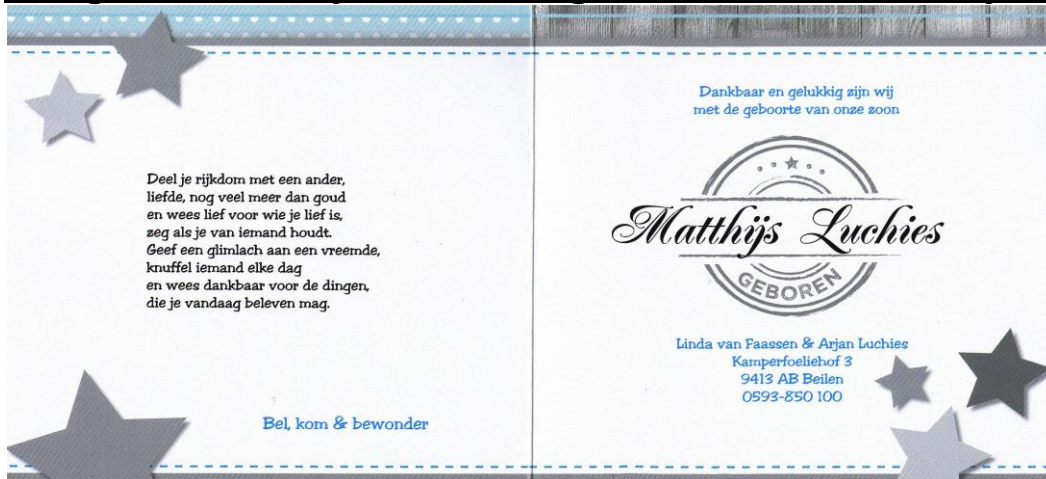 Deel je rijkdom met een ander,
liefde, nog veel meer dan goud
en wees lief voor wie je lief is,
zeg als je van iemand houdt.
Geef een glimlach aan een vreemde,
knuffel iemand elke dag
en wees dankbaar voor de dingen,
die je vandaag beleven mag.
Bel, kom & bewonder
Dankbaar en gelukkig zijn wij
met de geboorte van onze zoon
Matthijs Luchies
GEBOREN
Linda van Faassen & Arjan Luchies
Kamperfoeliehof 3
9413 AB Beilen
0593-850 100